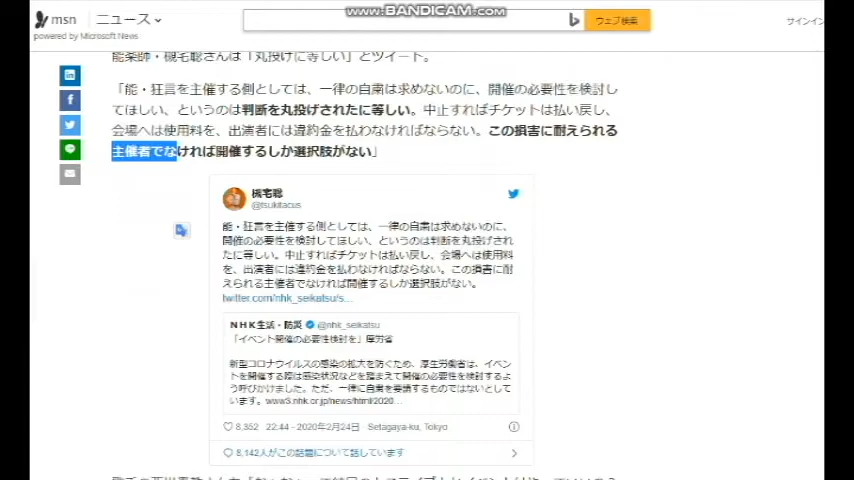 www.BANDICAM.com
msn ニュース
ウェブ検索
サインイン
powered by Microsoft News
能楽師・槻宅聡さんは「丸投げに等しい」とツイート。
「能・狂言を主催する側としては、一律の自粛は求めないのに、開催の必要性を検討し
てほしい、というのは判断を丸投げされたに等しい。中止すればチケットは払い戻し、
会場へは使用料を、出演者には違約金を払わなければならない。この損害に耐えられる
主催者でなければ開催するしか選択肢がない」
槻宅聡
@tsukitacus
能・狂言を主催する側としては、一律の自粛は求めないのに、
開催の必要性を検討してほしい、というのは判断を丸投げされ
たに等しい。中止すればチケットは払い戻し、会場へは使用料
を、出演者には違約金を払わなければならない。この損害に耐
えられる主催者でなければ開催するしか選択肢がない。
twitter.com/nhk_seikatsu/s...
NHK生活・防災 @nhk_seikatsu
「イベント開催の必要性検討を」厚労省
新型コロナウイルスの感染の拡大を防ぐため、厚生労働省は、イベン
トを開催する際は感染状況などを踏まえて開催の必要性を検討するよ
う呼びかけました。ただ、一律に自粛を要請するものではないとして
います。www3.nhk.or.jp/news/html/2020...
8,352 22:44 - 2020年2月24日 Setagaya-ku, Tokyo
8,142人がこの話題について話しています